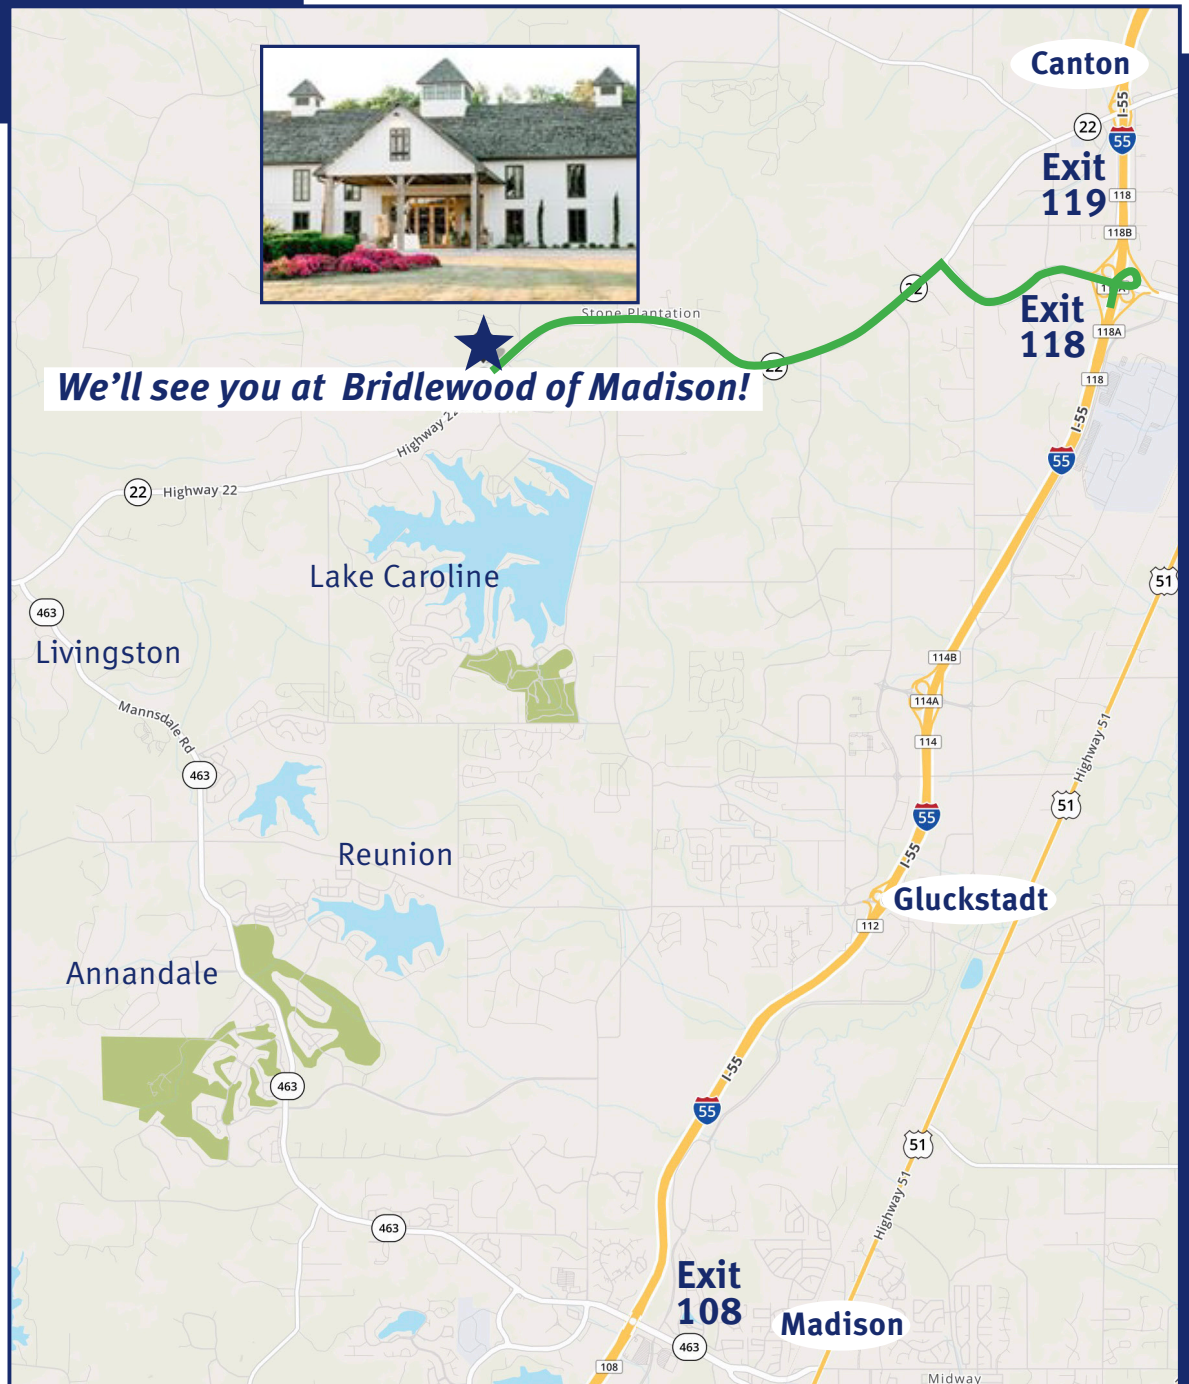 Canton
I-55
22
55
Exit
119
118
118B
Stone Plantation
22
Exit
118
118A
22
118
We'll see you at Bridlewood of Madison!
I-55
Highway 22
55
22
Highway 22
Lake Caroline
51
463
Livingston
114B
114A
Mannsdale Rd
114
Highway 51
463
51
55
Reunion
I-55
Gluckstadt
112
Annandale
I-55
463
55
51
Highway 51
463
Exit
108
Madison
463
108
Midway